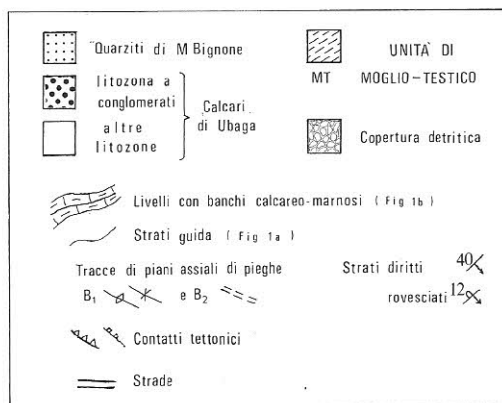 Quarziti di M Bignone
litozona a conglomerati
altre litozone
Calcari di Ubaga
UNITÀ DI
MT MOGLIO-TESTICO
Copertura detritica
Livelli con banchi calcareo-marnosi ( Fig 1b )
Strati guida ( Fig 1a )
Tracce di piani assiali di pieghe
B₁ e B₂
Strati diritti 40
rovesciati 12
Contatti tettonici
Strade